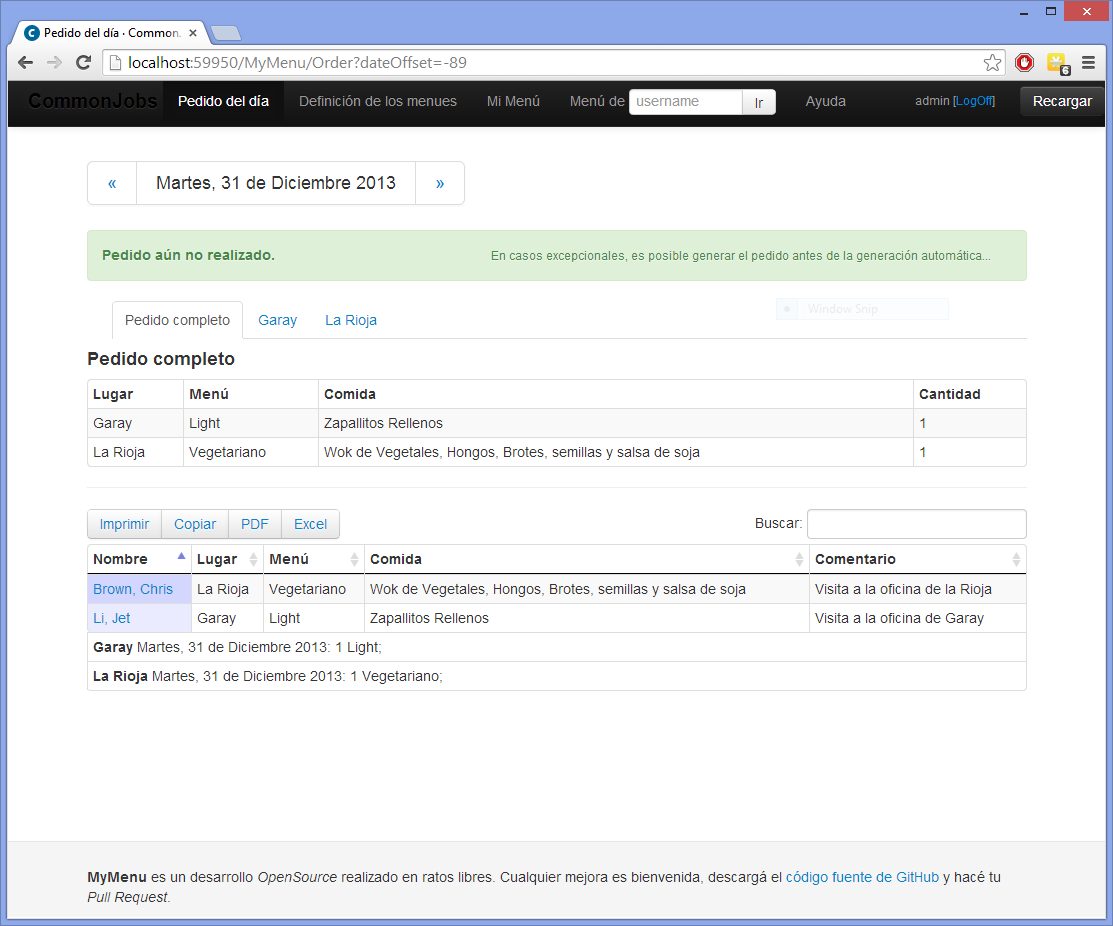 Pedido del día · Common.
localhost:59950/MyMenu/Order?dateOffset=-89
6
CommonJobs Pedido del día Definición de los menues Mi Menú Menú de username Ir Ayuda admin [LogOff] Recargar
« Martes, 31 de Diciembre 2013 »
Pedido aún no realizado. En casos excepcionales, es posible generar el pedido antes de la generación automática...
Window Snip
Pedido completo Garay La Rioja
Pedido completo
Lugar Menú Comida Cantidad
Garay Light Zapallitos Rellenos 1
La Rioja Vegetariano Wok de Vegetales, Hongos, Brotes, semillas y salsa de soja 1
Imprimir Copiar PDF Excel Buscar:
Nombre Lugar Menú Comida Comentario
Brown, Chris La Rioja Vegetariano Wok de Vegetales, Hongos, Brotes, semillas y salsa de soja Visita a la oficina de la Rioja
Li, Jet Garay Light Zapallitos Rellenos Visita a la oficina de Garay
Garay Martes, 31 de Diciembre 2013: 1 Light;
La Rioja Martes, 31 de Diciembre 2013: 1 Vegetariano;
MyMenu es un desarrollo OpenSource realizado en ratos libres. Cualquier mejora es bienvenida, descargá el código fuente de GitHub y hacé tu
Pull Request.